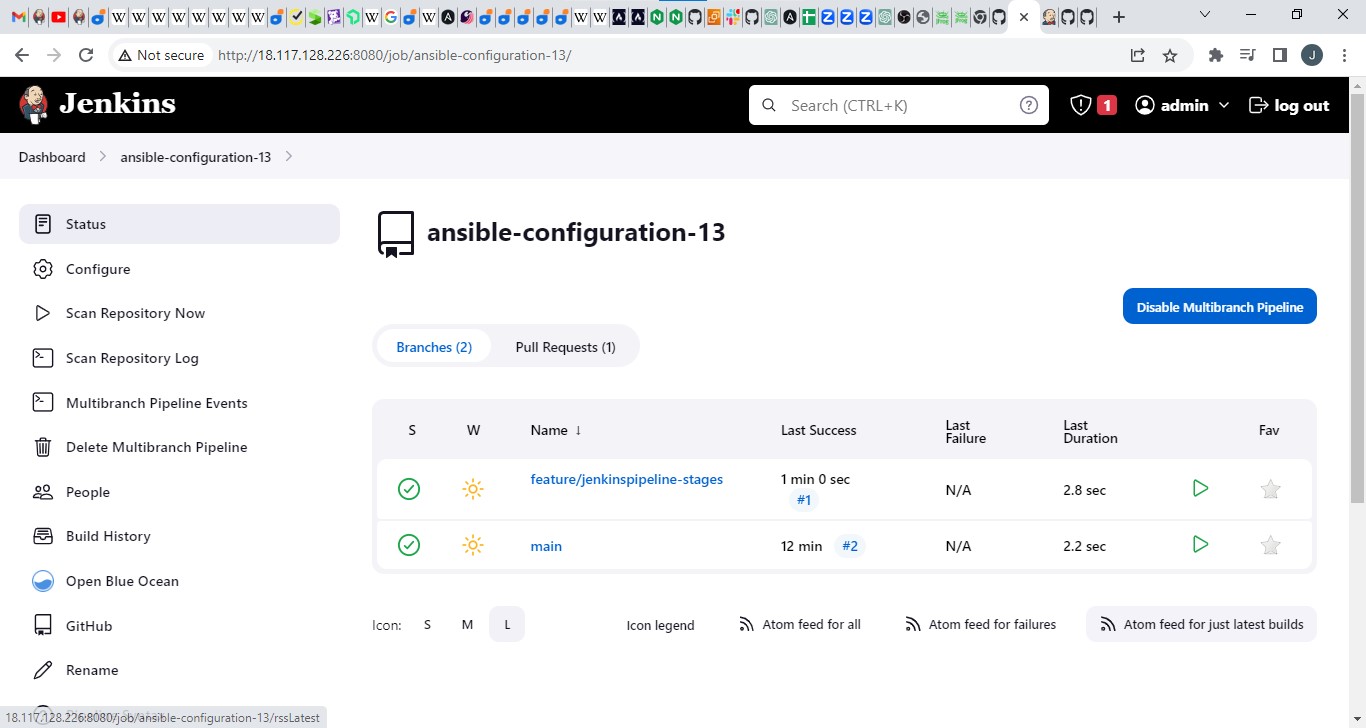 Not secure
http://18.117.128.226:8080/job/ansible-configuration-13/
J
Jenkins
Search (CTRL+K)
1
admin
log out
Dashboard
ansible-configuration-13
Status
Configure
Scan Repository Now
Scan Repository Log
Multibranch Pipeline Events
Delete Multibranch Pipeline
People
Build History
Open Blue Ocean
GitHub
Rename
ansible-configuration-13
Disable Multibranch Pipeline
Branches (2)
Pull Requests (1)
S W Name ↓ Last Success Last Failure Last Duration Fav
feature/jenkinspipeline-stages 1 min 0 sec #1 N/A 2.8 sec
main 12 min #2 N/A 2.2 sec
Icon: S M L
Icon legend
Atom feed for all
Atom feed for failures
Atom feed for just latest builds
18.117.128.226:8080/job/ansible-configuration-13/rssLatest